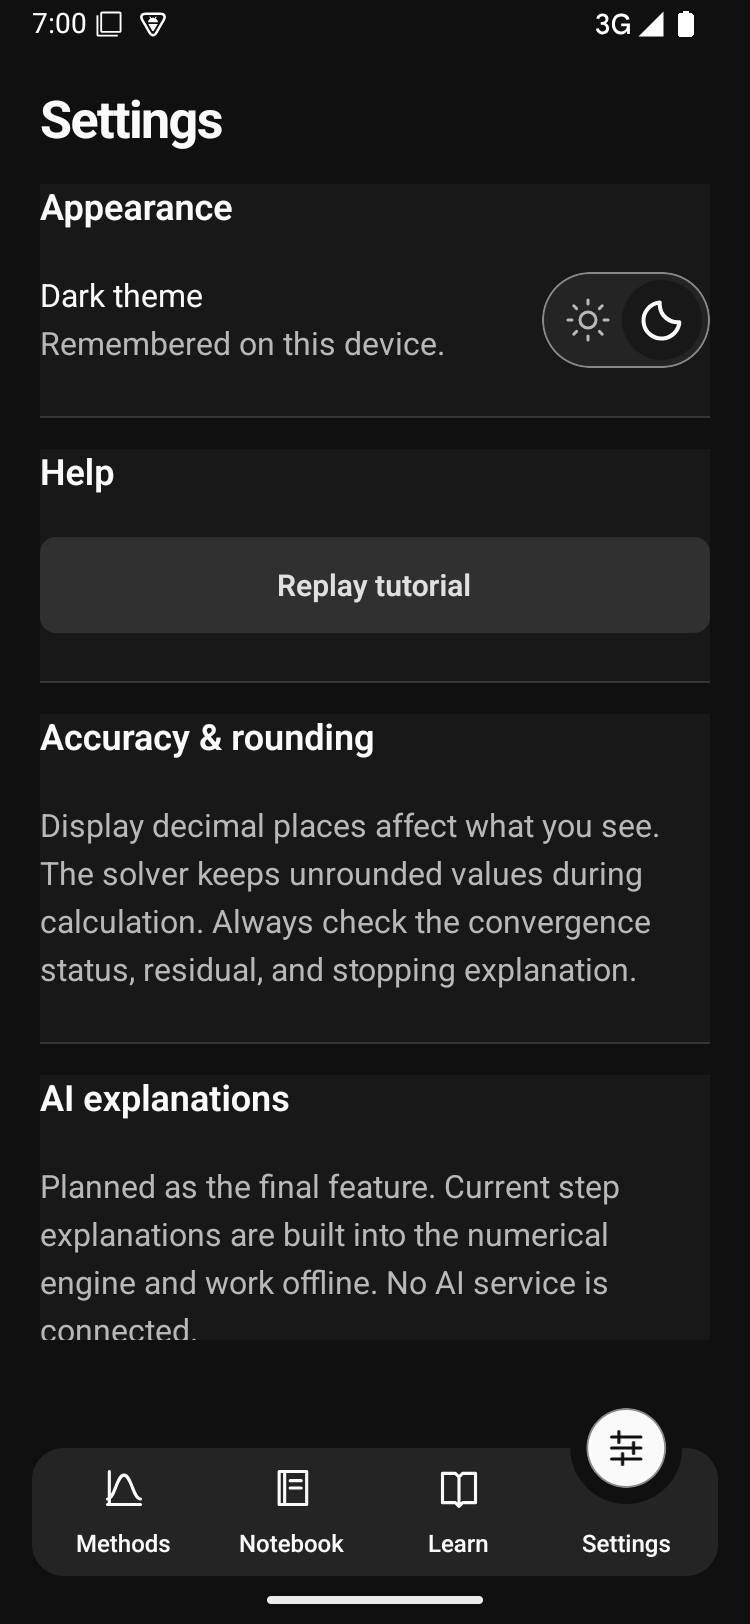 7:00
3G
Settings
Appearance
Dark theme
Remembered on this device.
Help
Replay tutorial
Accuracy & rounding
Display decimal places affect what you see.
The solver keeps unrounded values during
calculation. Always check the convergence
status, residual, and stopping explanation.
AI explanations
Planned as the final feature. Current step
explanations are built into the numerical
engine and work offline. No AI service is
connected.
Methods
Notebook
Learn
Settings